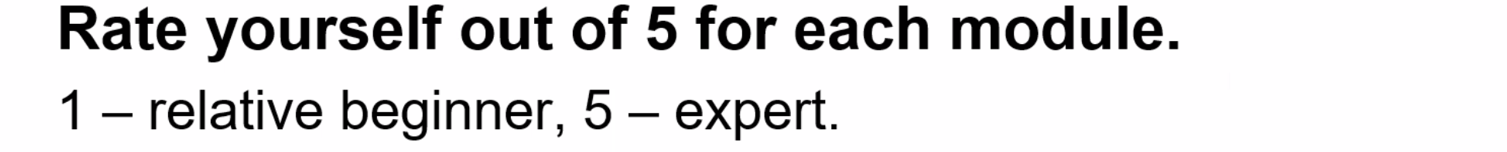 Rate yourself out of 5 for each module.
1 – relative beginner, 5 – expert.